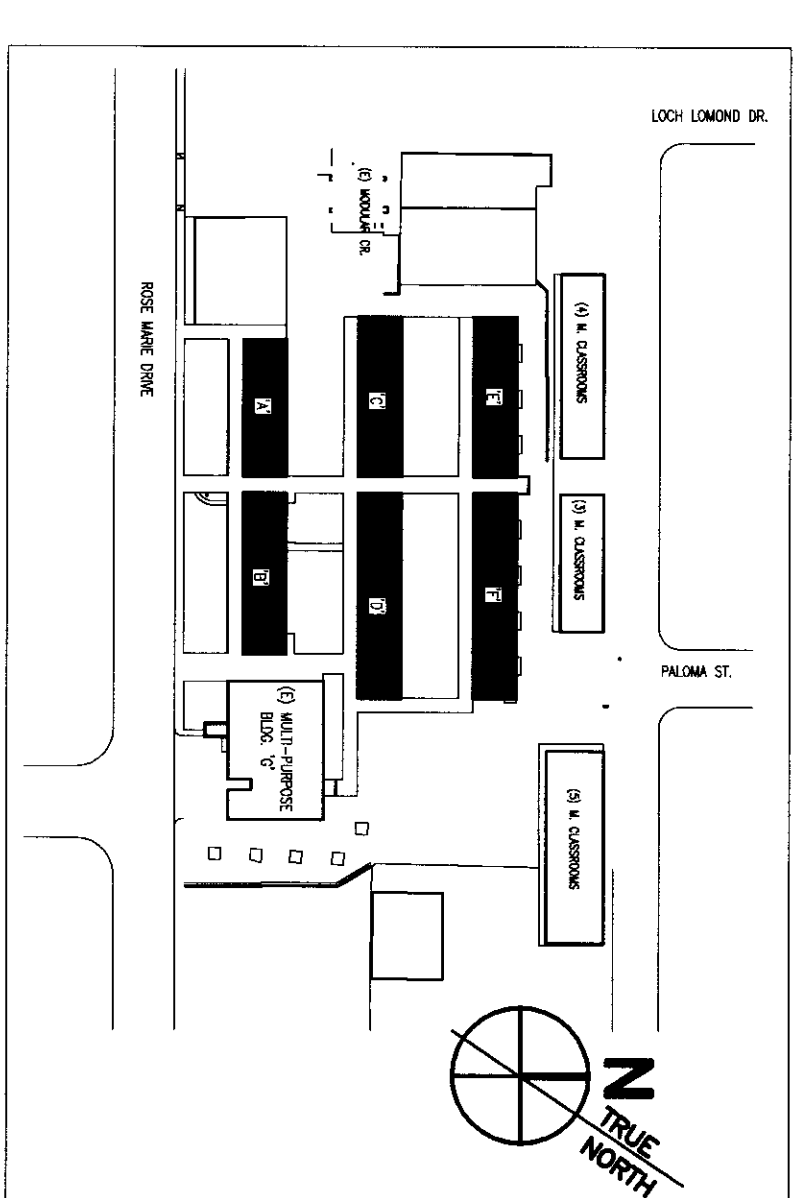 LOCH LOMOND DR.
(E) MODULAR CR.
ROSE MARIE DRIVE
(4) M. CLASSROOMS
'A'
'C'
'E'
(3) M. CLASSROOMS
'B'
'D'
'F'
PALOMA ST.
(E) MULTI-PURPOSE
BLDG. 'G'
(5) M. CLASSROOMS
N
TRUE
NORTH